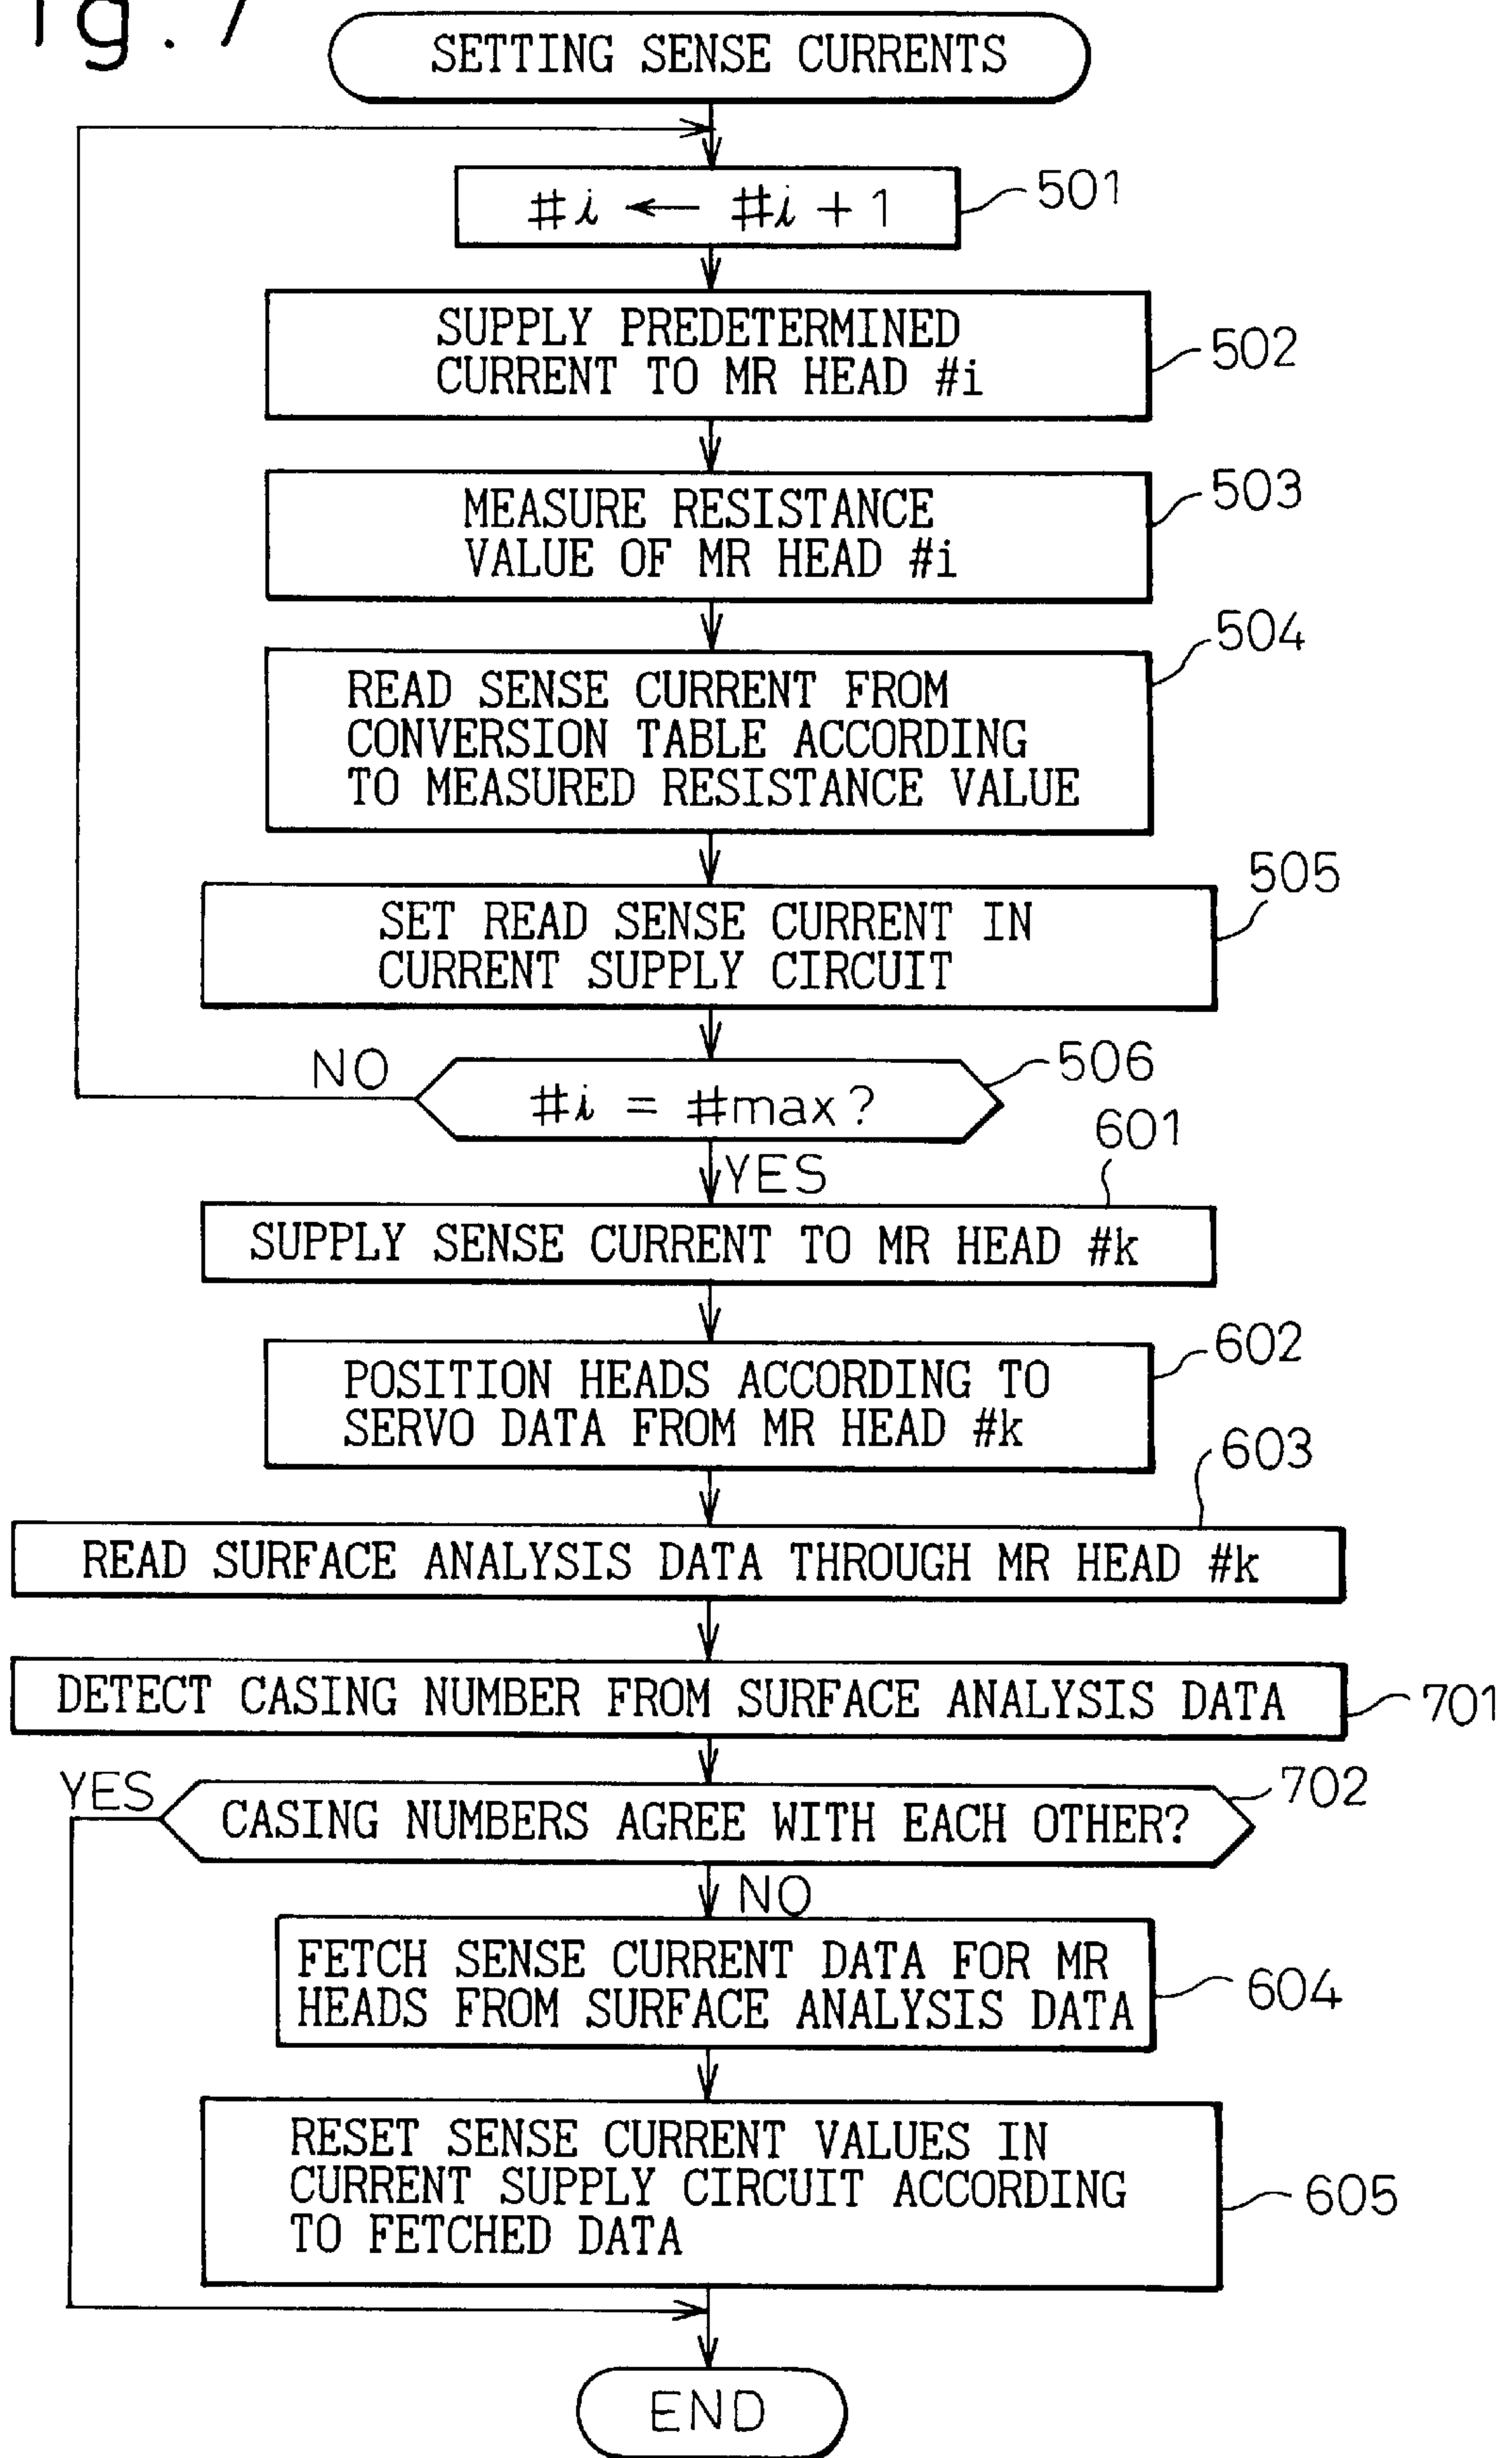 ig. 7
SETTING SENSE CURRENTS
#i ← #i + 1
501
SUPPLY PREDETERMINED
CURRENT TO MR HEAD #i
502
MEASURE RESISTANCE
VALUE OF MR HEAD #i
503
READ SENSE CURRENT FROM
CONVERSION TABLE ACCORDING
TO MEASURED RESISTANCE VALUE
504
SET READ SENSE CURRENT IN
CURRENT SUPPLY CIRCUIT
505
NO
#i = #max?
506
YES
601
SUPPLY SENSE CURRENT TO MR HEAD #k
POSITION HEADS ACCORDING TO
SERVO DATA FROM MR HEAD #k
602
603
READ SURFACE ANALYSIS DATA THROUGH MR HEAD #k
DETECT CASING NUMBER FROM SURFACE ANALYSIS DATA
701
YES
CASING NUMBERS AGREE WITH EACH OTHER?
702
NO
FETCH SENSE CURRENT DATA FOR MR
HEADS FROM SURFACE ANALYSIS DATA
604
RESET SENSE CURRENT VALUES IN
CURRENT SUPPLY CIRCUIT ACCORDING
TO FETCHED DATA
605
END